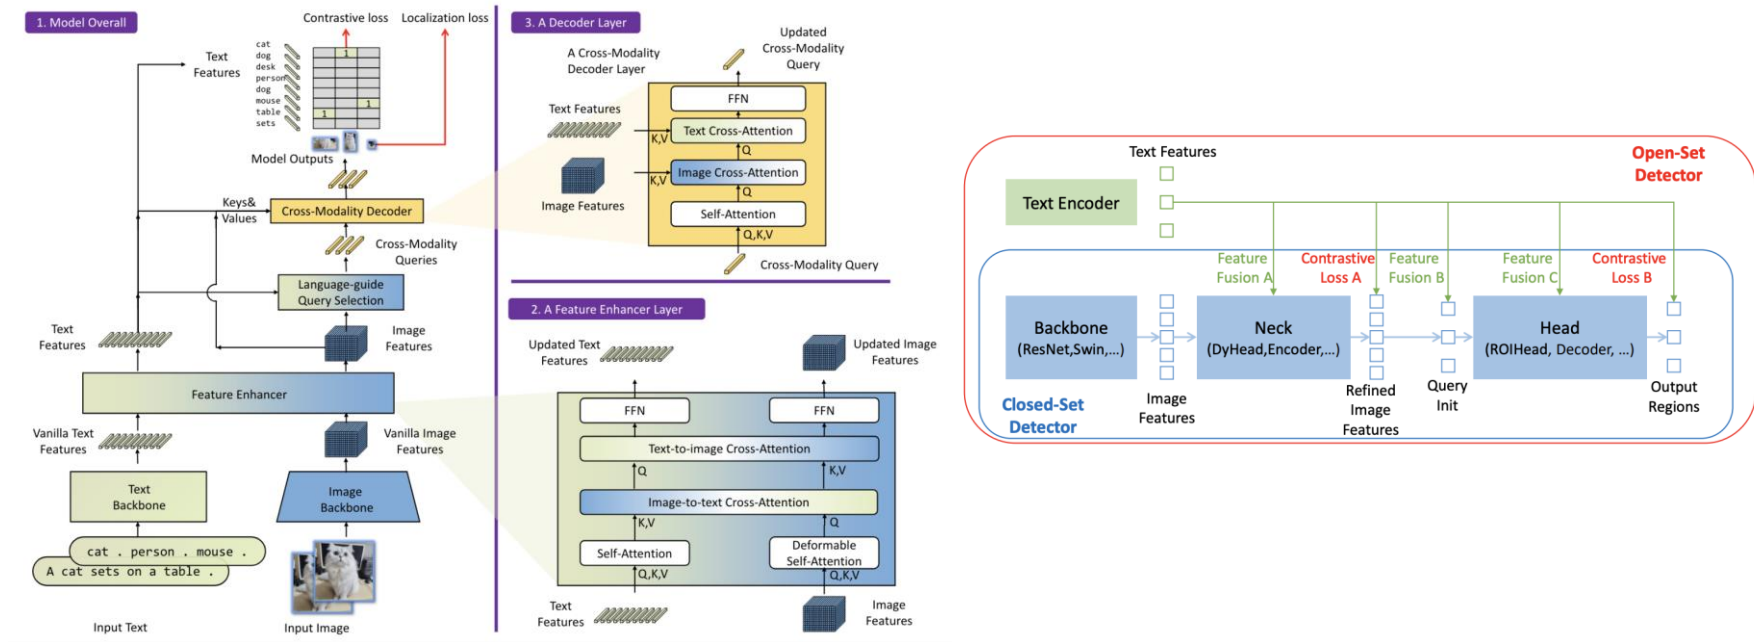 1. Model Overall
Contrastive loss
Localization loss
Text
Features
cat
dog
desk
person
dog
mouse
table
sets
1
1
1
Model Outputs
Keys&
Values
Cross-Modality Decoder
Cross-Modality
Queries
Language-guide
Query Selection
Text
Features
Image
Features
Feature Enhancer
Vanilla Text
Features
Vanilla Image
Features
Text
Backbone
Image
Backbone
cat . person . mouse .
A cat sets on a table .
Input Text
Input Image
3. A Decoder Layer
A Cross-Modality
Decoder Layer
Updated
Cross-Modality
Query
FFN
Text Features
K,V
Text Cross-Attention
Q
K,V
Image Cross-Attention
Image Features
Q
Self-Attention
Q,K,V
Cross-Modality Query
2. A Feature Enhancer Layer
Updated Text
Features
Updated Image
Features
FFN
FFN
Text-to-image Cross-Attention
Q
K,V
Image-to-text Cross-Attention
K,V
Q
Self-Attention
Deformable
Self-Attention
Q,K,V
Q,K,V
Text
Features
Image
Features
Text Features
Open-Set
Detector
Text Encoder
Feature
Fusion A
Contrastive
Loss A
Feature
Fusion B
Feature
Fusion C
Contrastive
Loss B
Backbone
(ResNet,Swin,...)
Neck
(DyHead,Encoder,...)
Head
(ROIHead, Decoder, ...)
Closed-Set
Detector
Image
Features
Refined
Image
Features
Query
Init
Output
Regions